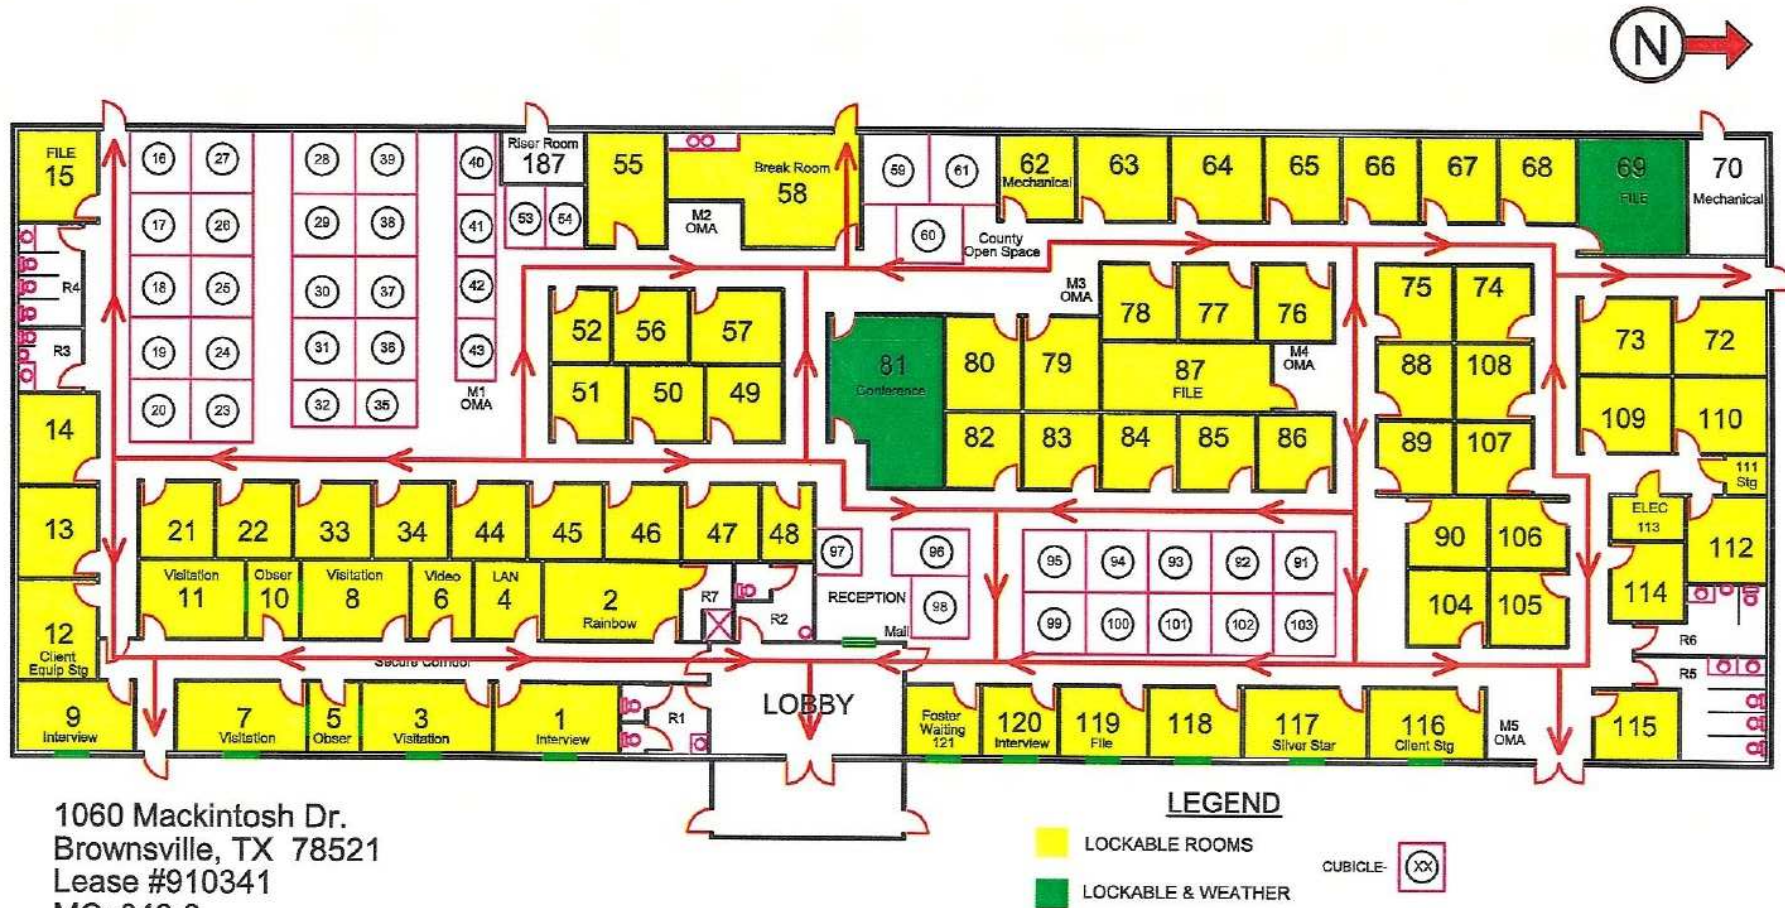 N
FILE
15
16
27
28
39
40
Riser Room
187
55
Break Room
58
59
61
62
Mechanical
63
64
65
66
67
68
69
FILE
70
Mechanical
17
26
29
38
41
53
54
M2
OMA
60
County
Open Space
R4
18
25
30
37
42
M3
OMA
78
77
76
75
74
52
56
57
73
72
R3
19
24
31
36
43
M1
OMA
81
Conference
80
79
87
FILE
M4
OMA
88
108
20
23
32
35
51
50
49
14
82
83
84
85
86
89
107
109
110
111
Stg
13
21
22
33
34
44
45
46
47
48
97
96
95
94
93
92
91
90
106
ELEC
113
112
Visitation
11
Obser
10
Visitation
8
Video
6
LAN
4
2
Rainbow
R7
R2
RECEPTION
98
Mail
99
100
101
102
103
104
105
114
R6
12
Client
Equip Stg
Secure Corridor
R5
9
Interview
7
Visitation
5
Obser
3
Visitation
1
Interview
R1
LOBBY
Foster
Waiting
121
120
Interview
119
File
118
117
Silver Star
116
Client Stg
M5
OMA
115
1060 Mackintosh Dr.
Brownsville, TX 78521
Lease #910341
LEGEND
LOCKABLE ROOMS
CUBICLE- XX
LOCKABLE & WEATHER